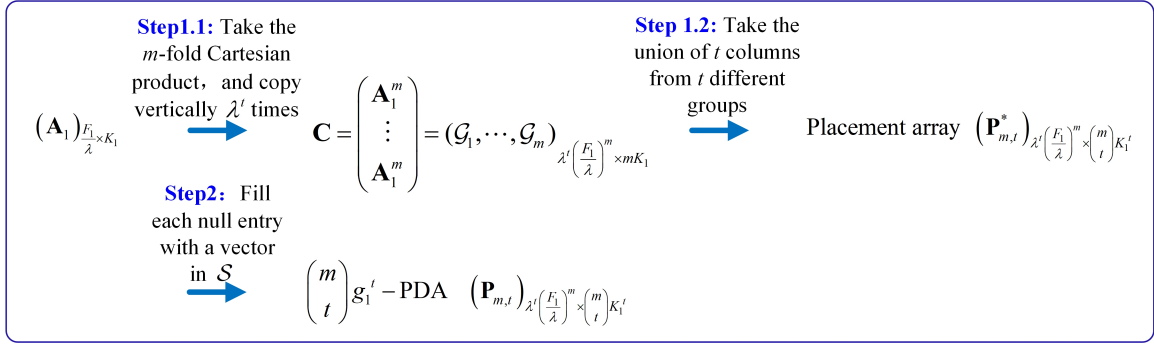 Step1.1: Take the
m-fold Cartesian
product，and copy
vertically λ^t times
(A_1)_{F_1/λ × K_1}
C = (A_1^m ⋮ A_1^m) = (G_1,⋯,G_m)_{λ^t (F_1/λ)^m × mK_1}
Step 1.2: Take the
union of t columns
from t different
groups
Placement array (P^*_{m,t})_{λ^t (F_1/λ)^m × (m t) K_1^t}
Step2：Fill
each null entry
with a vector
in S
(m t) g_1^t − PDA (P_{m,t})_{λ^t (F_1/λ)^m × (m t) K_1^t}